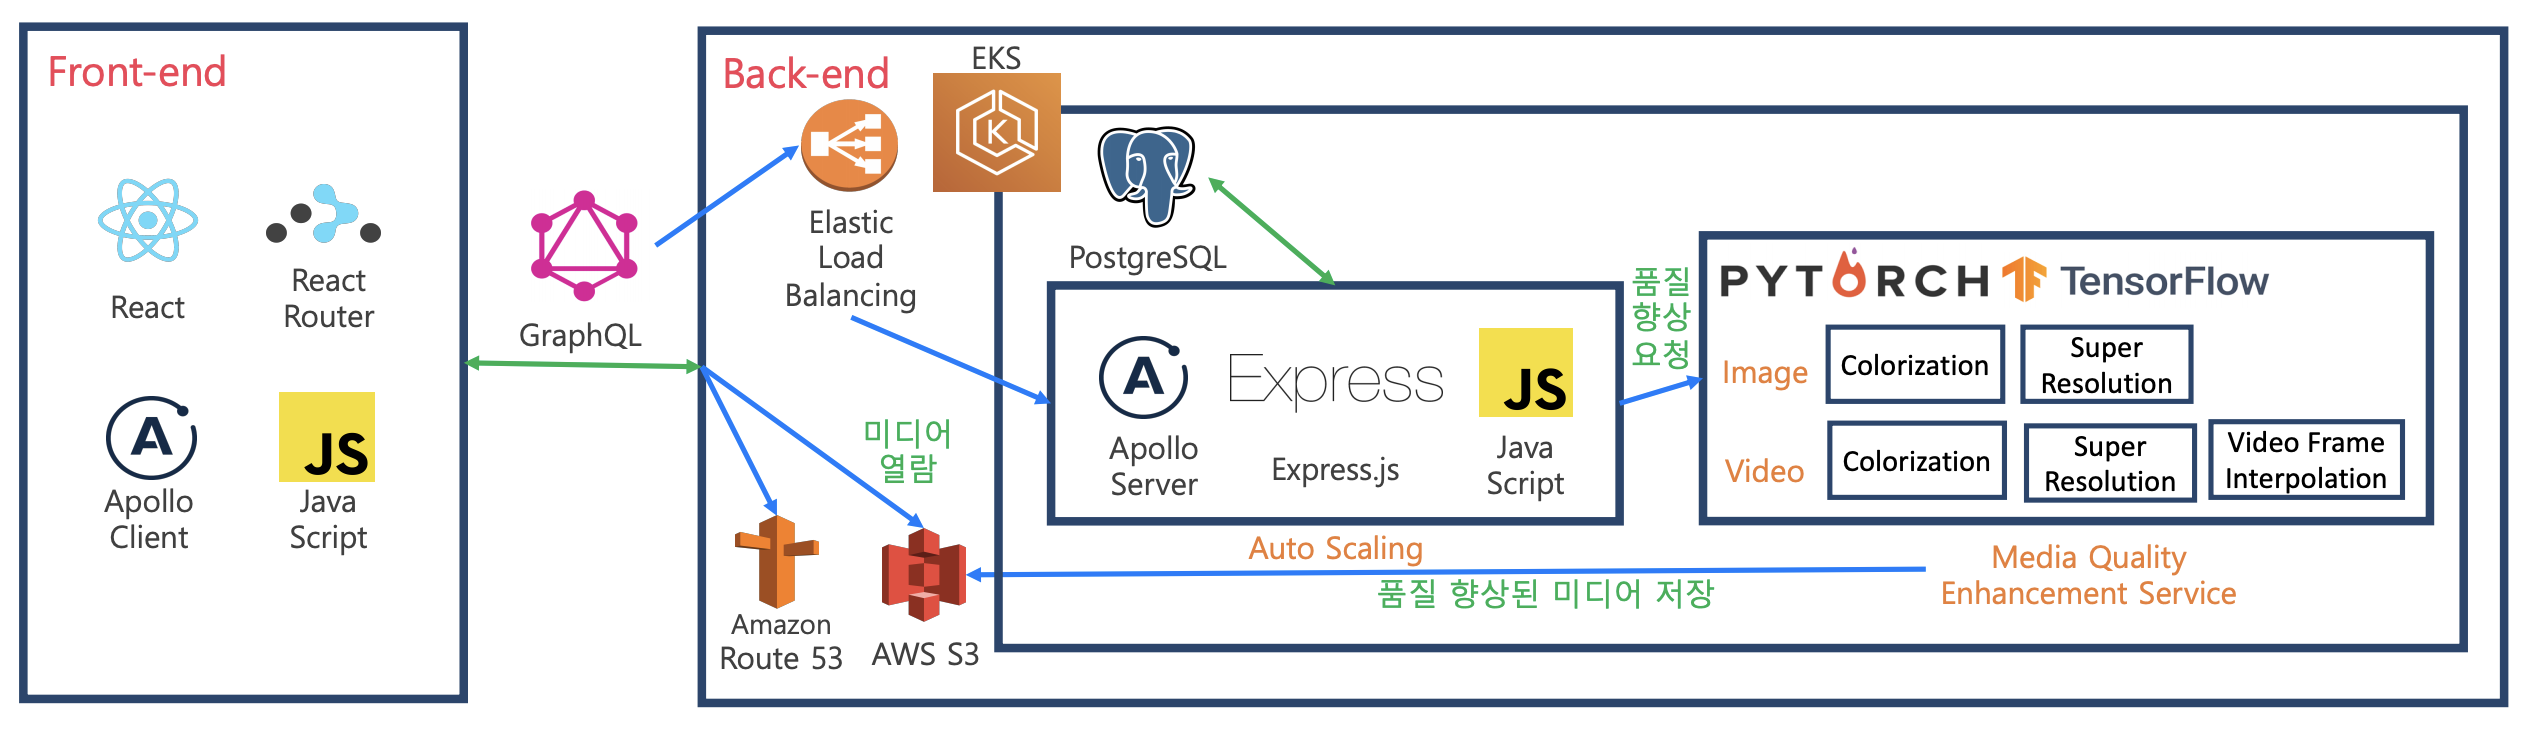 Front-end
React
React
Router
Apollo
Client
JS
Java
Script
GraphQL
Back-end
Elastic
Load
Balancing
EKS
K
PostgreSQL
A
Apollo
Server
Express
Express.js
JS
Java
Script
Auto Scaling
품질
향상
요청
PYTORCH
TensorFlow
Image
Colorization
Super
Resolution
Video
Colorization
Super
Resolution
Video Frame
Interpolation
Media Quality
Enhancement Service
품질 향상된 미디어 저장
미디어
열람
Amazon
Route 53
AWS S3